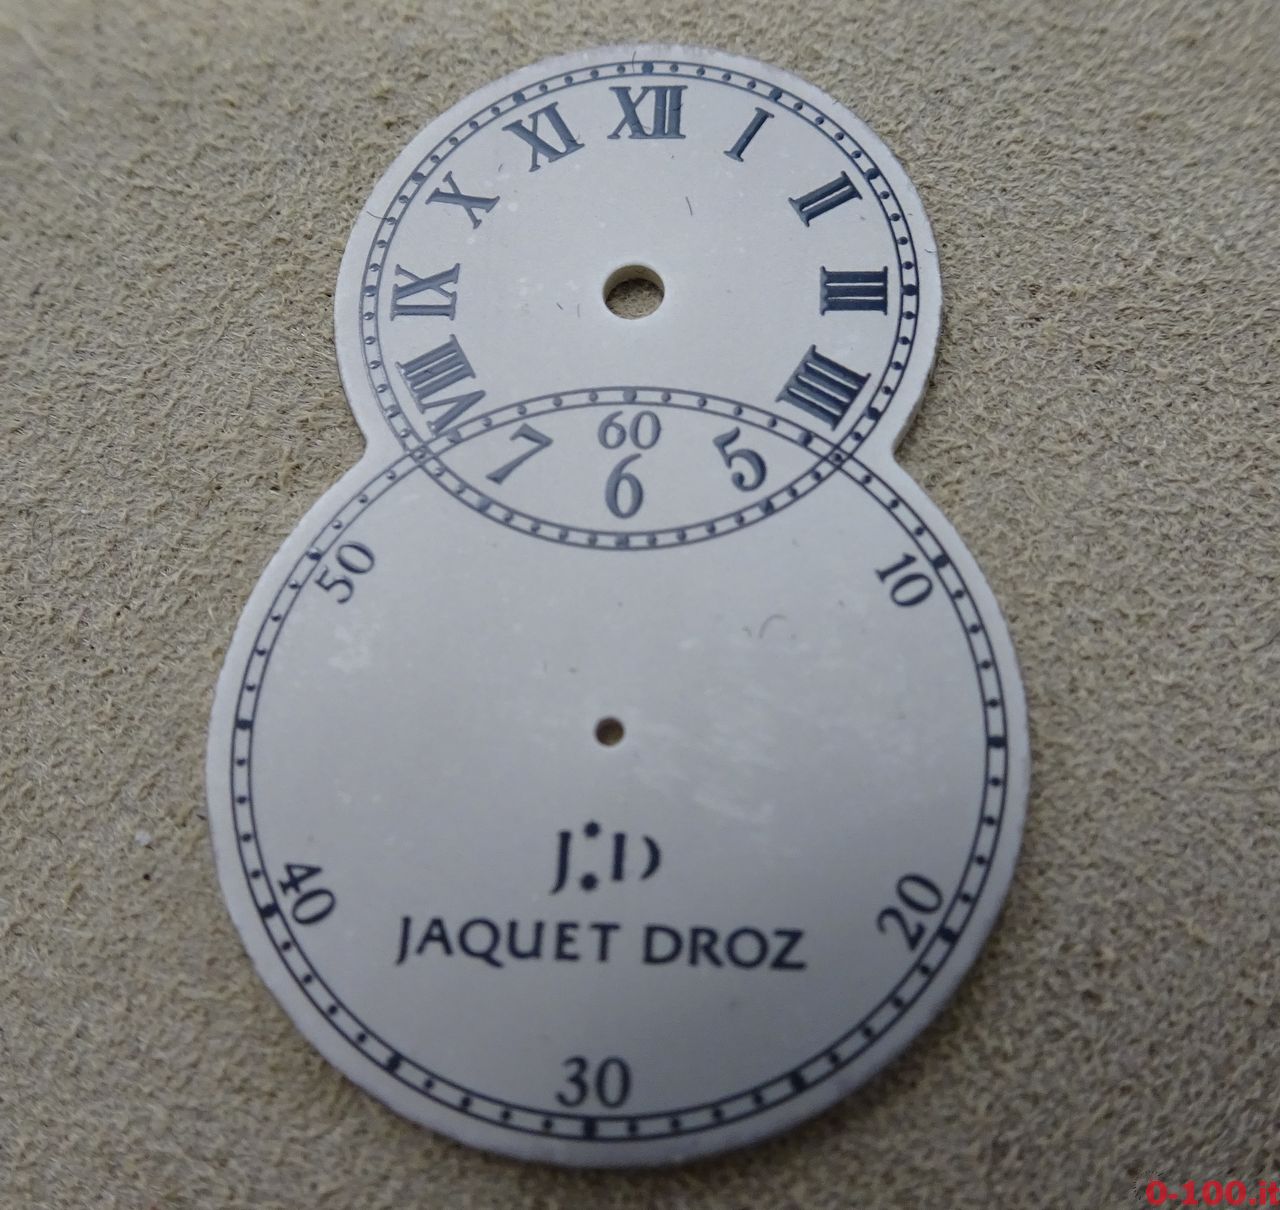 XII
XI I
X II
IX III
VIII IIII
60
7 6 5
50 10
40 20
J:D
JAQUET DROZ
30
0-100.it